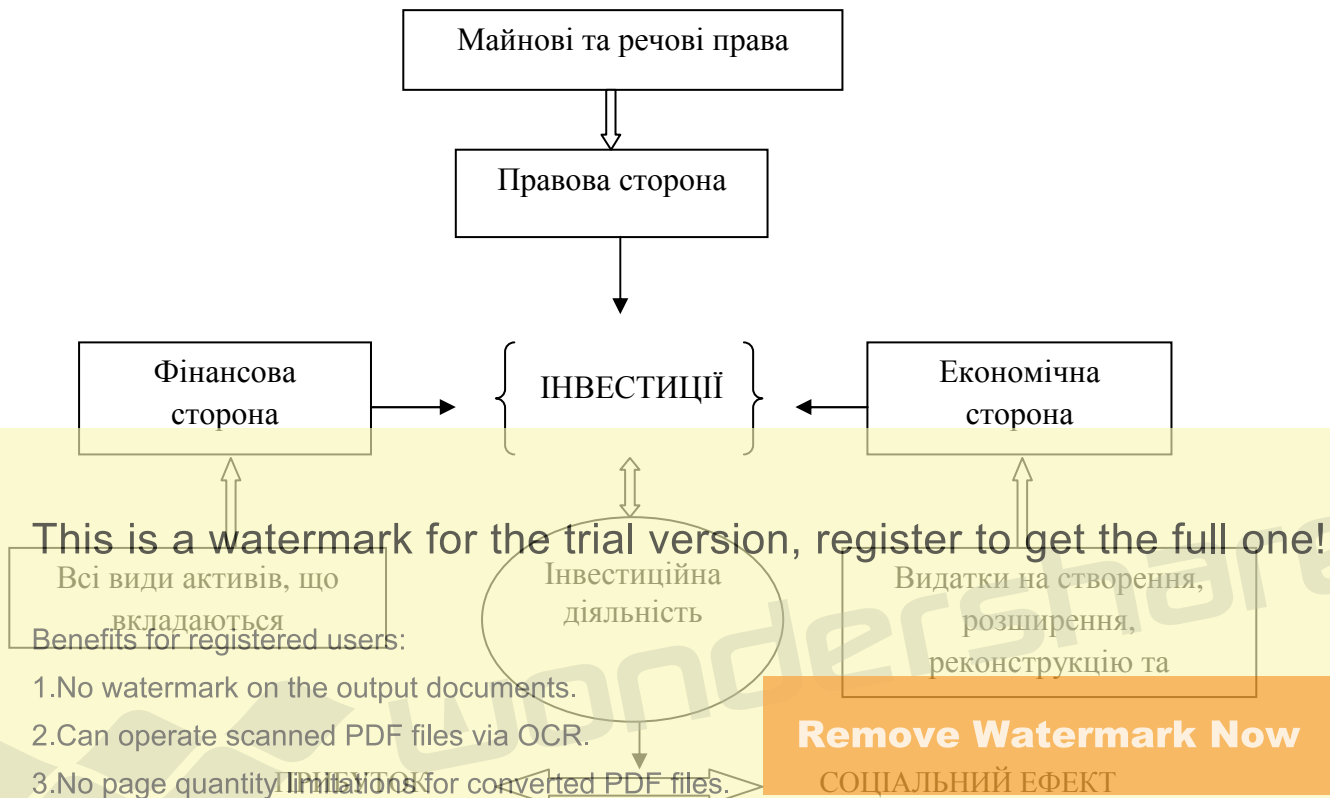 Майнові та речові права
Правова сторона
Фінансова
сторона
ІНВЕСТИЦІЇ
Економічна
сторона
This is a watermark for the trial version, register to get the full one!
Всі види активів, що
вкладаються
Інвестиційна
діяльність
Видатки на створення,
розширення,
реконструкцію та
Benefits for registered users:
1.No watermark on the output documents.
2.Can operate scanned PDF files via OCR.
3.No page quantity limitations for converted PDF files.
Remove Watermark Now
wondershare
ПРИБУТОК
СОЦІАЛЬНИЙ ЕФЕКТ